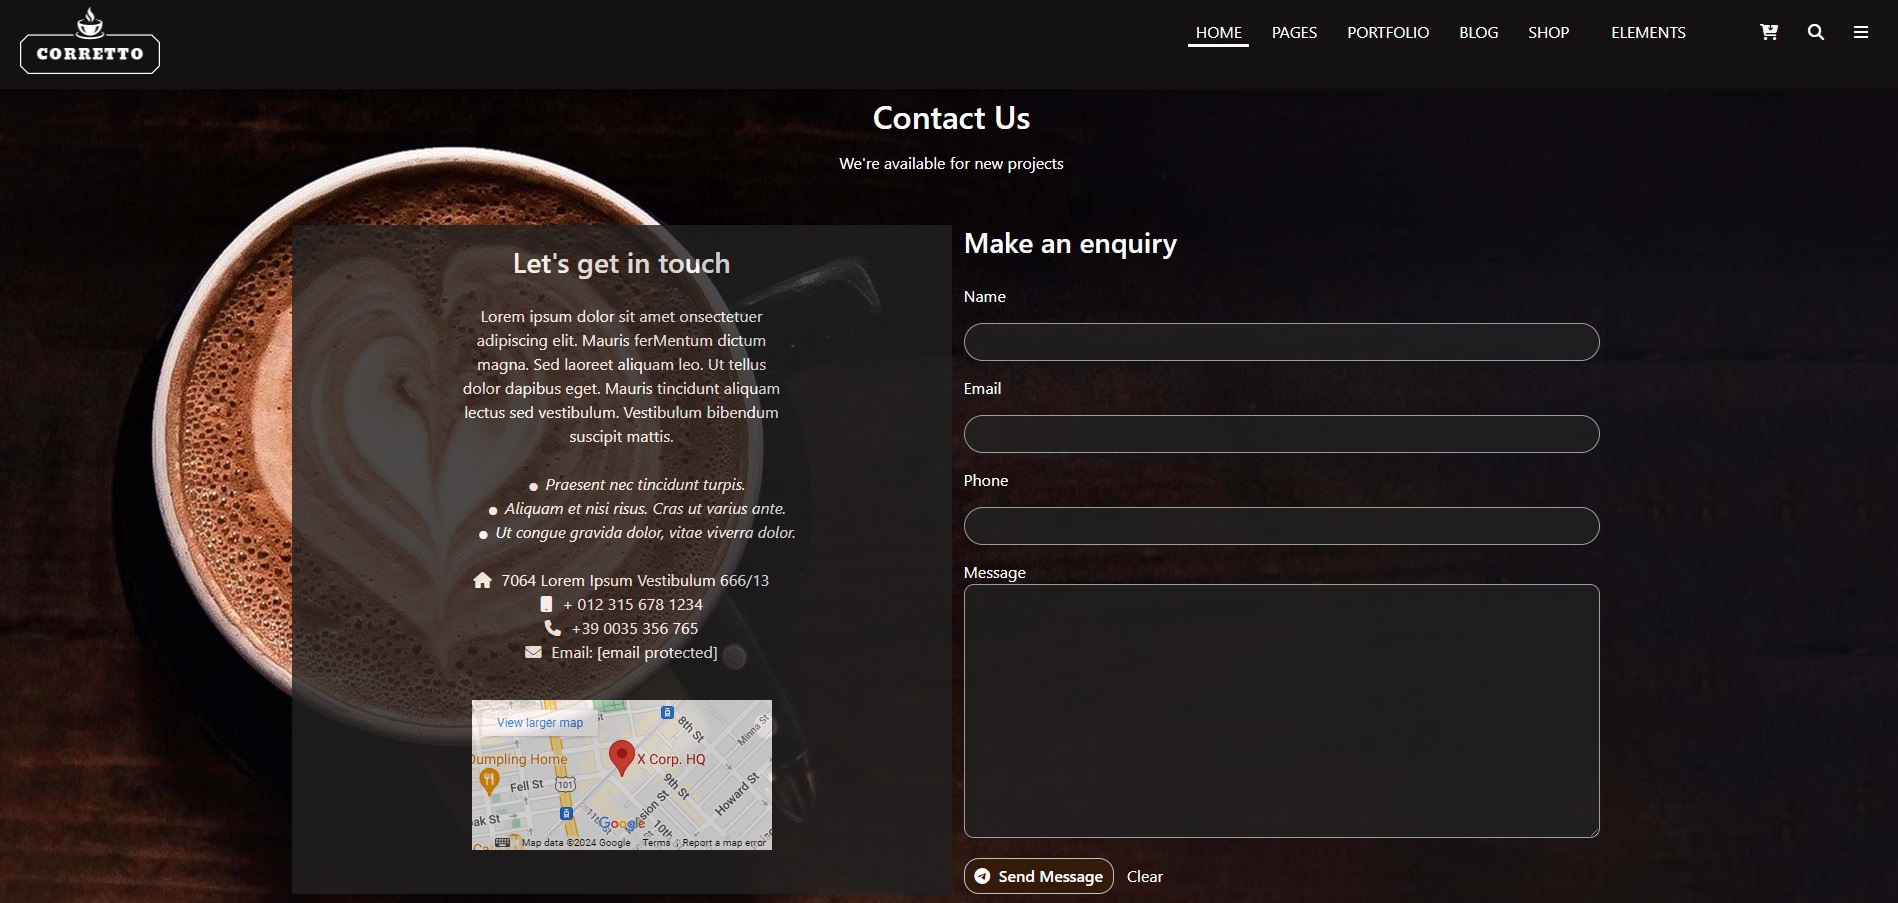 CORRETTO
HOME PAGES PORTFOLIO BLOG SHOP ELEMENTS
Contact Us
We're available for new projects
Let's get in touch
Lorem ipsum dolor sit amet onsectetuer
adipiscing elit. Mauris ferMentum dictum
magna. Sed laoreet aliquam leo. Ut tellus
dolor dapibus eget. Mauris tincidunt aliquam
lectus sed vestibulum. Vestibulum bibendum
suscipit mattis.
Praesent nec tincidunt turpis.
Aliquam et nisi risus. Cras ut varius ante.
Ut congue gravida dolor, vitae viverra dolor.
7064 Lorem Ipsum Vestibulum 666/13
+ 012 315 678 1234
+39 0035 356 765
Email: [email protected]
View larger map
8th St
Minna St
Dumpling Home
X Corp. HQ
Fell St
101
9th St
Howard St
11th St
10th
Google
Map data ©2024 Google
Terms
Report a map error
Make an enquiry
Name
Email
Phone
Message
Send Message
Clear